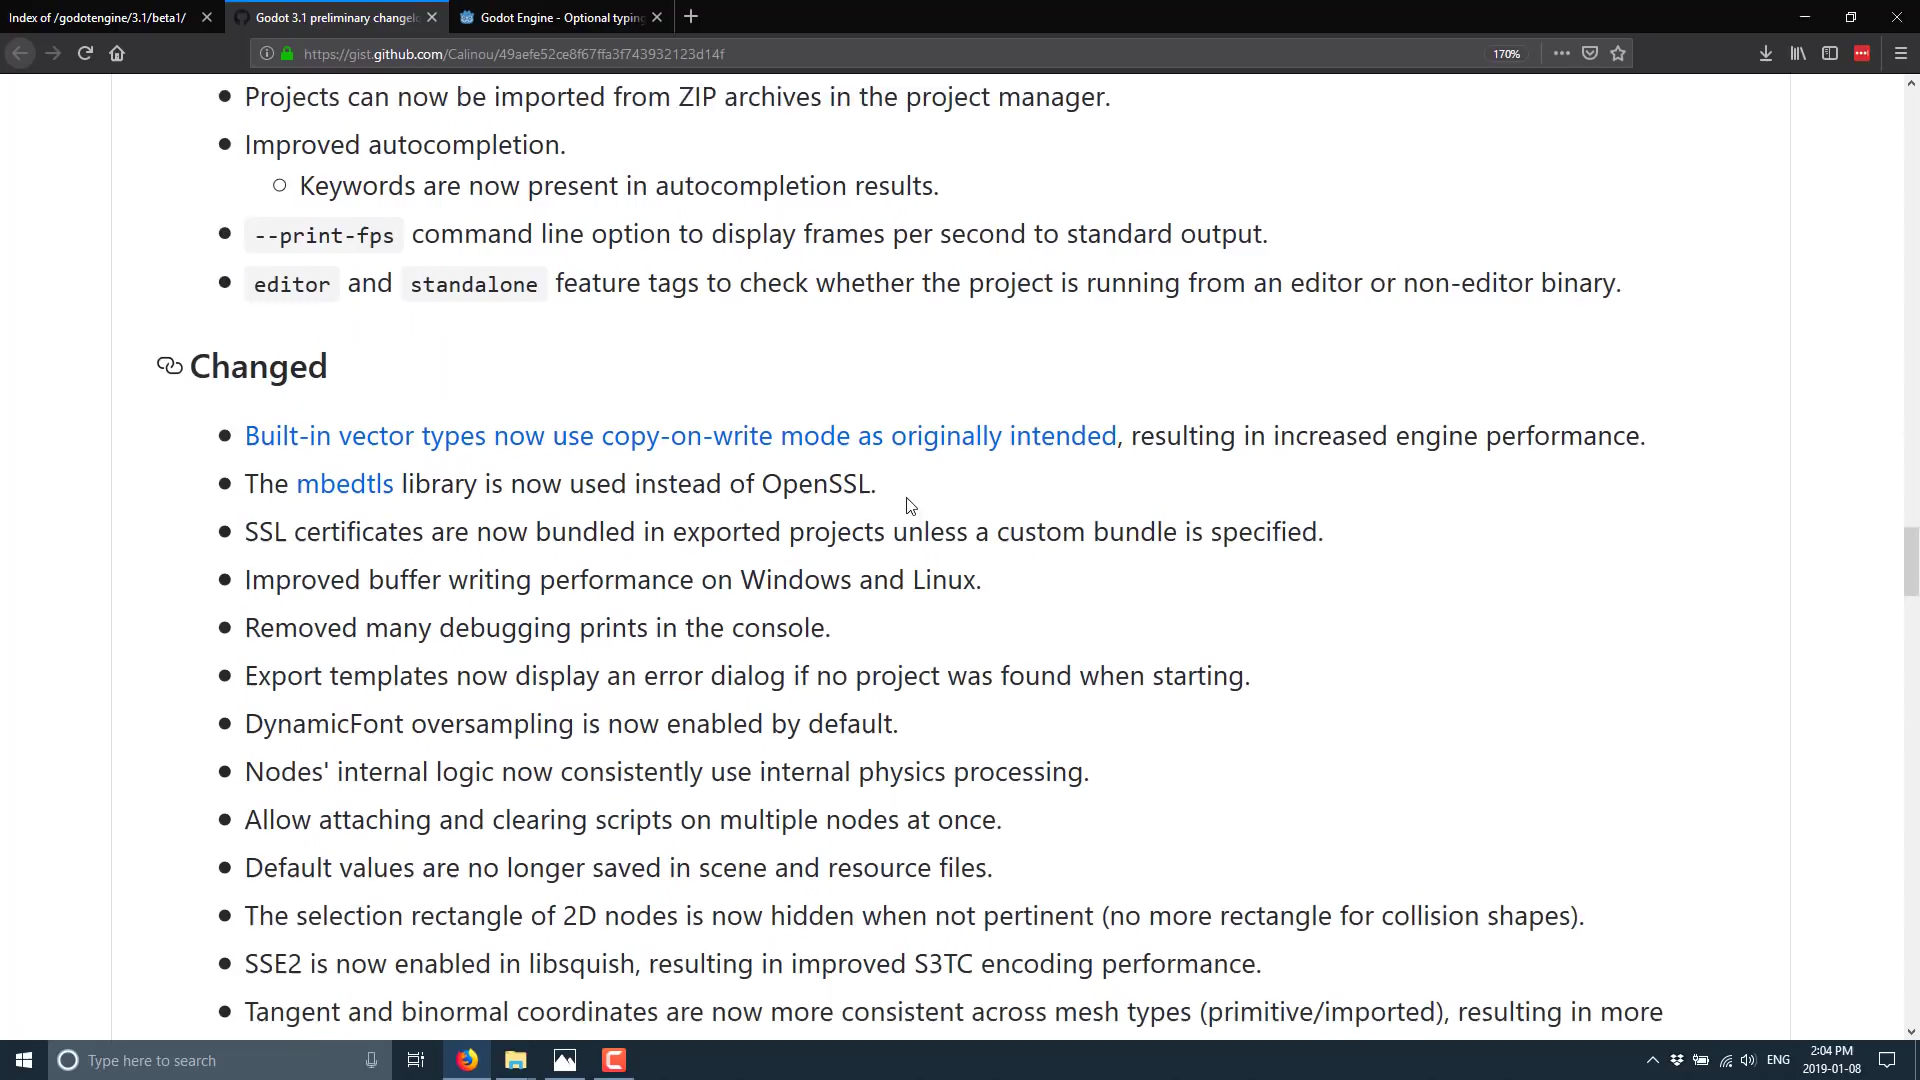 Index of /godotengine/3.1/beta1/
Godot 3.1 preliminary changelo
Godot Engine - Optional typing
https://gist.github.com/Calinou/49aefe52ce8f67ffa3f743932123d14f
170%
Projects can now be imported from ZIP archives in the project manager.
Improved autocompletion.
Keywords are now present in autocompletion results.
--print-fps command line option to display frames per second to standard output.
editor and standalone feature tags to check whether the project is running from an editor or non-editor binary.
Changed
Built-in vector types now use copy-on-write mode as originally intended, resulting in increased engine performance.
The mbedtls library is now used instead of OpenSSL.
SSL certificates are now bundled in exported projects unless a custom bundle is specified.
Improved buffer writing performance on Windows and Linux.
Removed many debugging prints in the console.
Export templates now display an error dialog if no project was found when starting.
DynamicFont oversampling is now enabled by default.
Nodes' internal logic now consistently use internal physics processing.
Allow attaching and clearing scripts on multiple nodes at once.
Default values are no longer saved in scene and resource files.
The selection rectangle of 2D nodes is now hidden when not pertinent (no more rectangle for collision shapes).
SSE2 is now enabled in libsquish, resulting in improved S3TC encoding performance.
Tangent and binormal coordinates are now more consistent across mesh types (primitive/imported), resulting in more
Type here to search
ENG
2:04 PM
2019-01-08